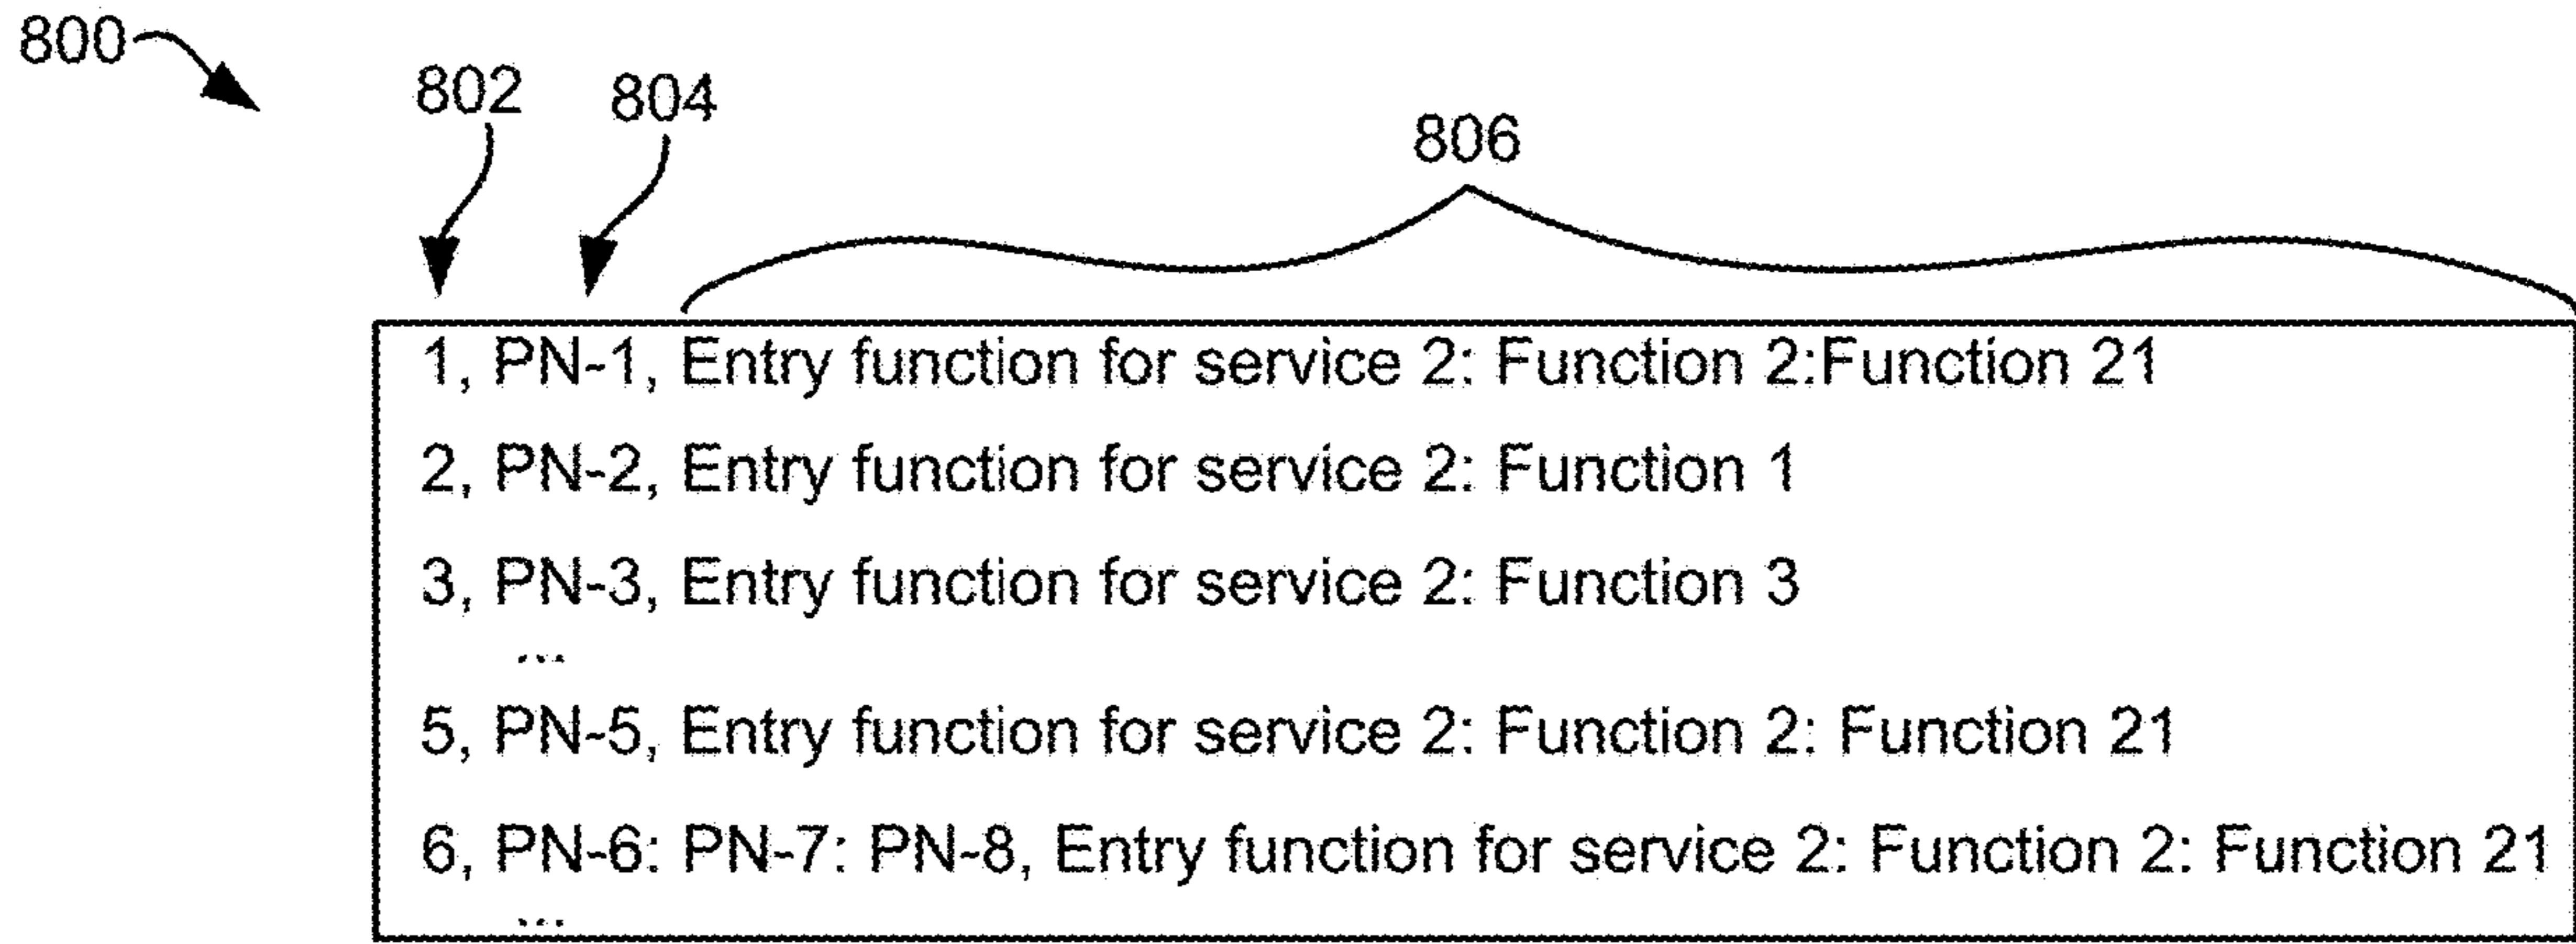 800
802 804
806
1, PN-1, Entry function for service 2: Function 2:Function 21
2, PN-2, Entry function for service 2: Function 1
3, PN-3, Entry function for service 2: Function 3
...
5, PN-5, Entry function for service 2: Function 2: Function 21
6, PN-6: PN-7: PN-8, Entry function for service 2: Function 2: Function 21
...